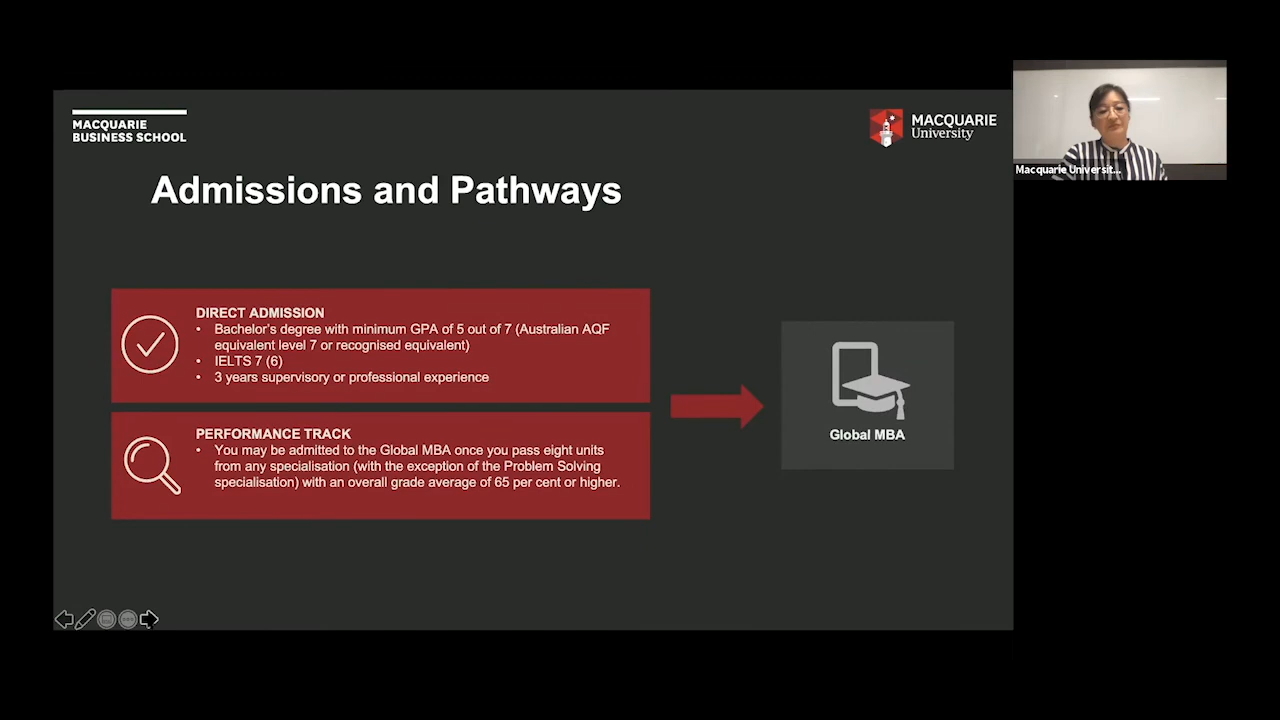 MACQUARIE
BUSINESS SCHOOL
MACQUARIE
University
Macquarie Universit...
Admissions and Pathways
DIRECT ADMISSION
• Bachelor's degree with minimum GPA of 5 out of 7 (Australian AQF
equivalent level 7 or recognised equivalent)
• IELTS 7 (6)
• 3 years supervisory or professional experience
PERFORMANCE TRACK
• You may be admitted to the Global MBA once you pass eight units
from any specialisation (with the exception of the Problem Solving
specialisation) with an overall grade average of 65 per cent or higher.
Global MBA